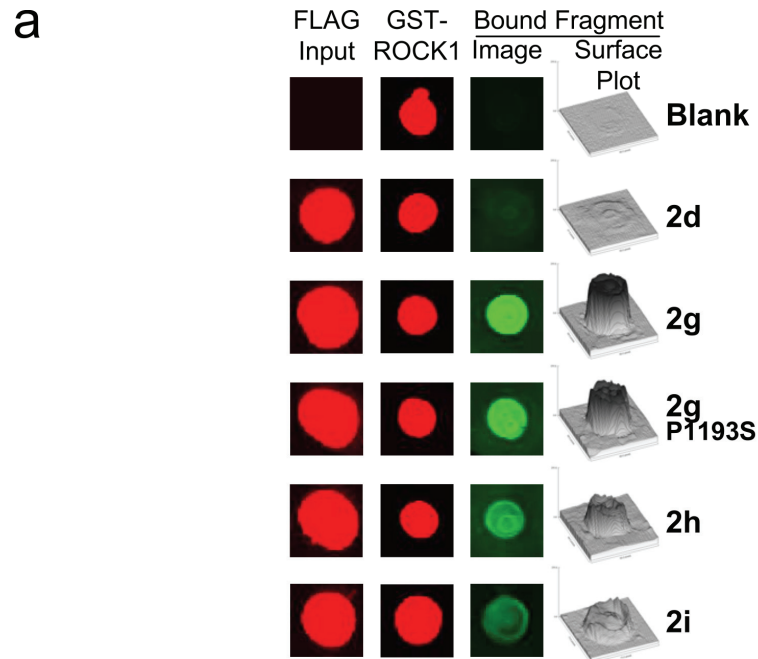 a
FLAG GST- Bound Fragment
Input ROCK1 Image Surface
Plot
Blank
2d
2g
2g
P1193S
2h
2i